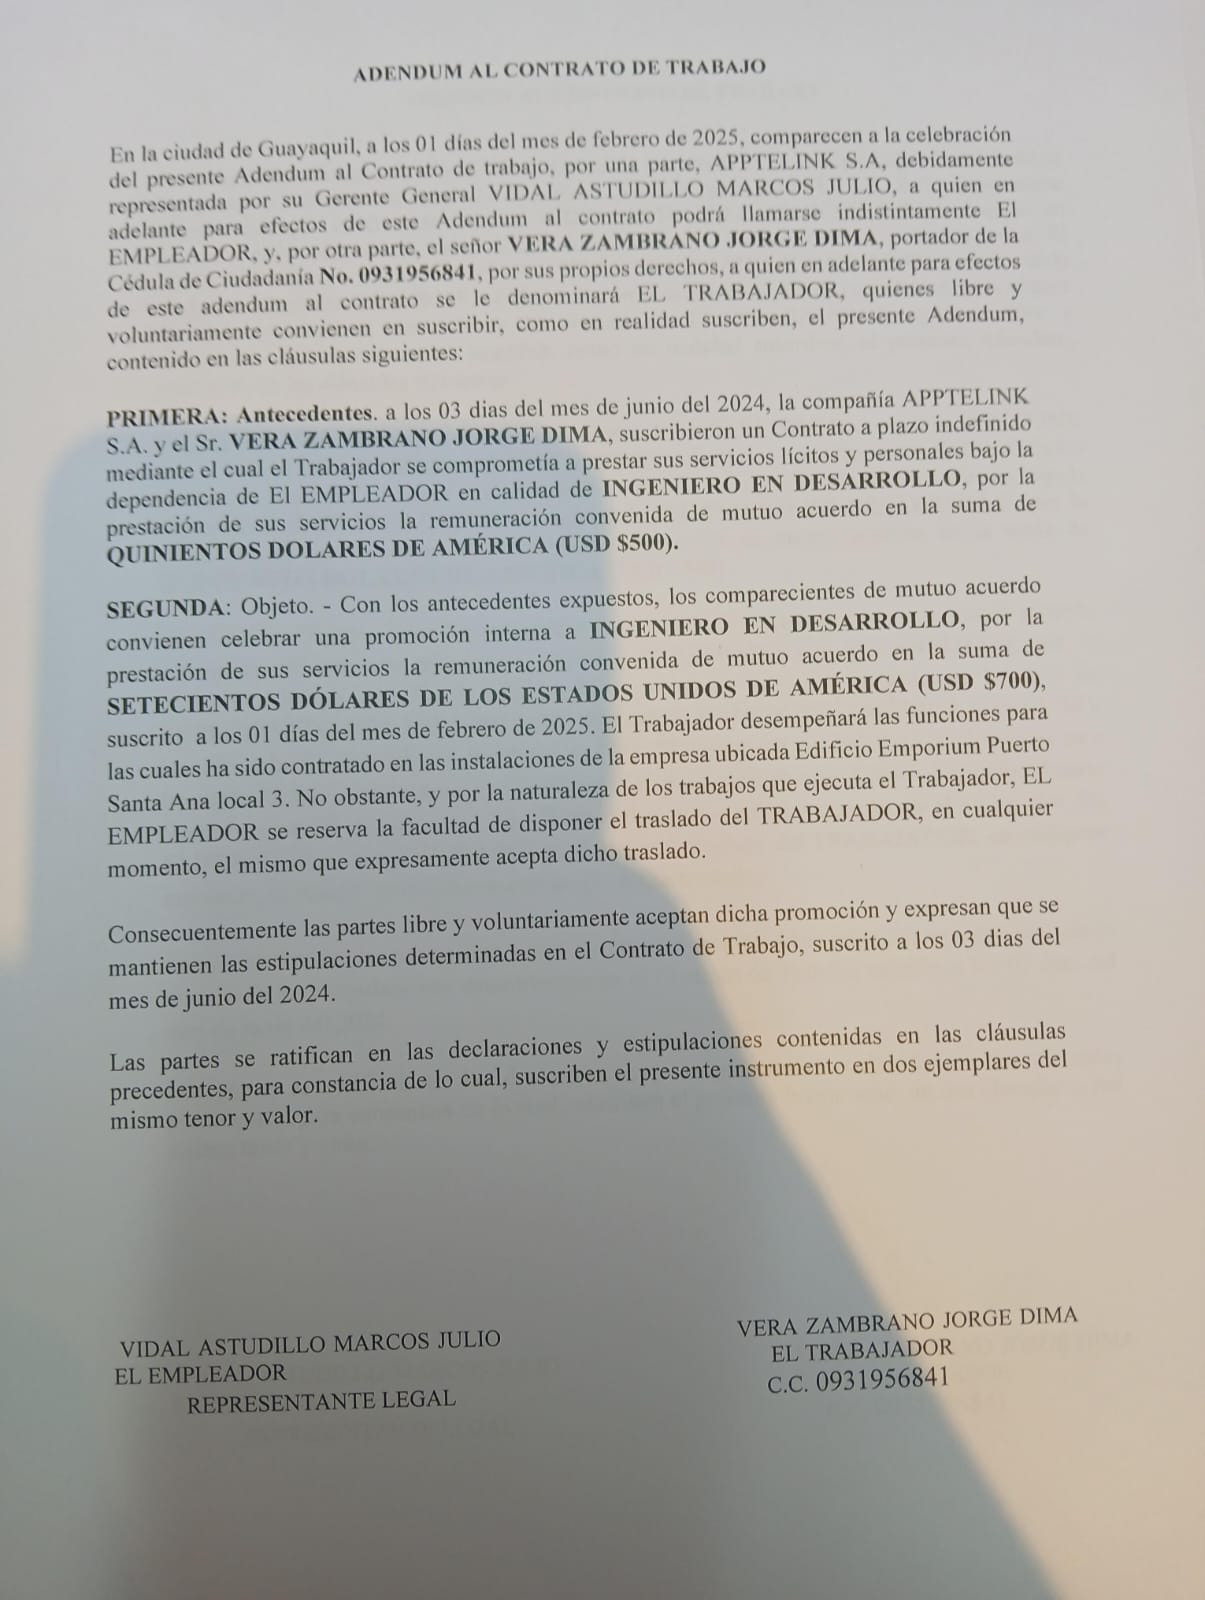 ADENDUM AL CONTRATO DE TRABAJO
En la ciudad de Guayaquil, a los 01 días del mes de febrero de 2025, comparecen a la celebración
del presente Adendum al Contrato de trabajo, por una parte, APPTELINK S.A, debidamente
representada por su Gerente General VIDAL ASTUDILLO MARCOS JULIO, a quien en
adelante para efectos de este Adendum al contrato podrá llamarse indistintamente El
EMPLEADOR, y, por otra parte, el señor VERA ZAMBRANO JORGE DIMA, portador de la
Cédula de Ciudadanía No. 0931956841, por sus propios derechos, a quien en adelante para efectos
de este adendum al contrato se le denominará EL TRABAJADOR, quienes libre y
voluntariamente convienen en suscribir, como en realidad suscriben, el presente Adendum,
contenido en las cláusulas siguientes:
PRIMERA: Antecedentes. a los 03 dias del mes de junio del 2024, la compañía APPTELINK
S.A. y el Sr. VERA ZAMBRANO JORGE DIMA, suscribieron un Contrato a plazo indefinido
mediante el cual el Trabajador se comprometía a prestar sus servicios lícitos y personales bajo la
dependencia de El EMPLEADOR en calidad de INGENIERO EN DESARROLLO, por la
prestación de sus servicios la remuneración convenida de mutuo acuerdo en la suma de
QUINIENTOS DOLARES DE AMÉRICA (USD $500).
SEGUNDA: Objeto. - Con los antecedentes expuestos, los comparecientes de mutuo acuerdo
convienen celebrar una promoción interna a INGENIERO EN DESARROLLO, por la
prestación de sus servicios la remuneración convenida de mutuo acuerdo en la suma de
SETECIENTOS DÓLARES DE LOS ESTADOS UNIDOS DE AMÉRICA (USD $700),
suscrito a los 01 días del mes de febrero de 2025. El Trabajador desempeñará las funciones para
las cuales ha sido contratado en las instalaciones de la empresa ubicada Edificio Emporium Puerto
Santa Ana local 3. No obstante, y por la naturaleza de los trabajos que ejecuta el Trabajador, EL
EMPLEADOR se reserva la facultad de disponer el traslado del TRABAJADOR, en cualquier
momento, el mismo que expresamente acepta dicho traslado.
Consecuentemente las partes libre y voluntariamente aceptan dicha promoción y expresan que se
mantienen las estipulaciones determinadas en el Contrato de Trabajo, suscrito a los 03 dias del
mes de junio del 2024.
Las partes se ratifican en las declaraciones y estipulaciones contenidas en las cláusulas
precedentes, para constancia de lo cual, suscriben el presente instrumento en dos ejemplares del
mismo tenor y valor.
VIDAL ASTUDILLO MARCOS JULIO
EL EMPLEADOR
REPRESENTANTE LEGAL
VERA ZAMBRANO JORGE DIMA
EL TRABAJADOR
C.C. 0931956841